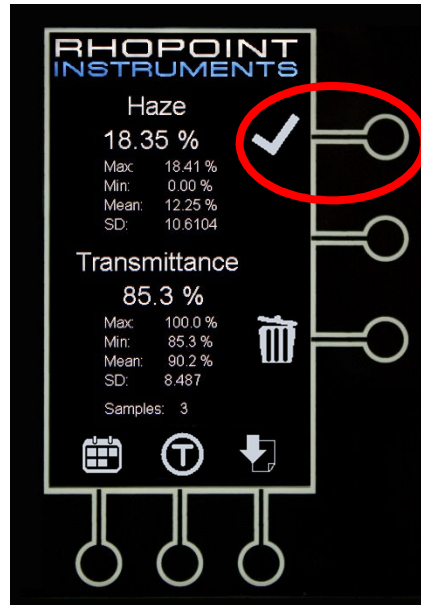 RHOPOINT
INSTRUMENTS
Haze
18.35 %
Max: 18.41 %
Min: 0.00 %
Mean: 12.25 %
SD: 10.6104
Transmittance
85.3 %
Max: 100.0 %
Min: 85.3 %
Mean: 90.2 %
SD: 8.487
Samples: 3
T